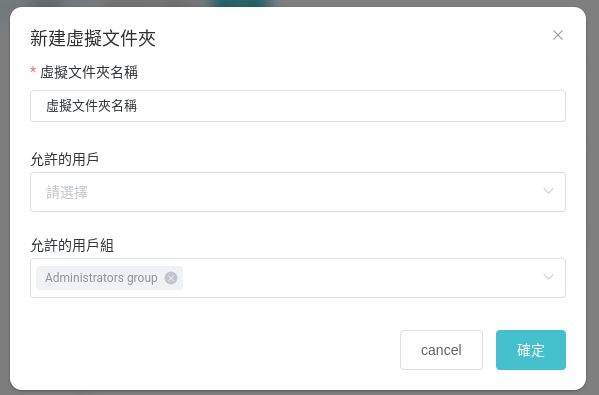 新建虛擬文件夾
* 虛擬文件夾名稱
虛擬文件夾名稱
允許的用戶
請選擇
允許的用戶組
Administrators group
cancel
確定